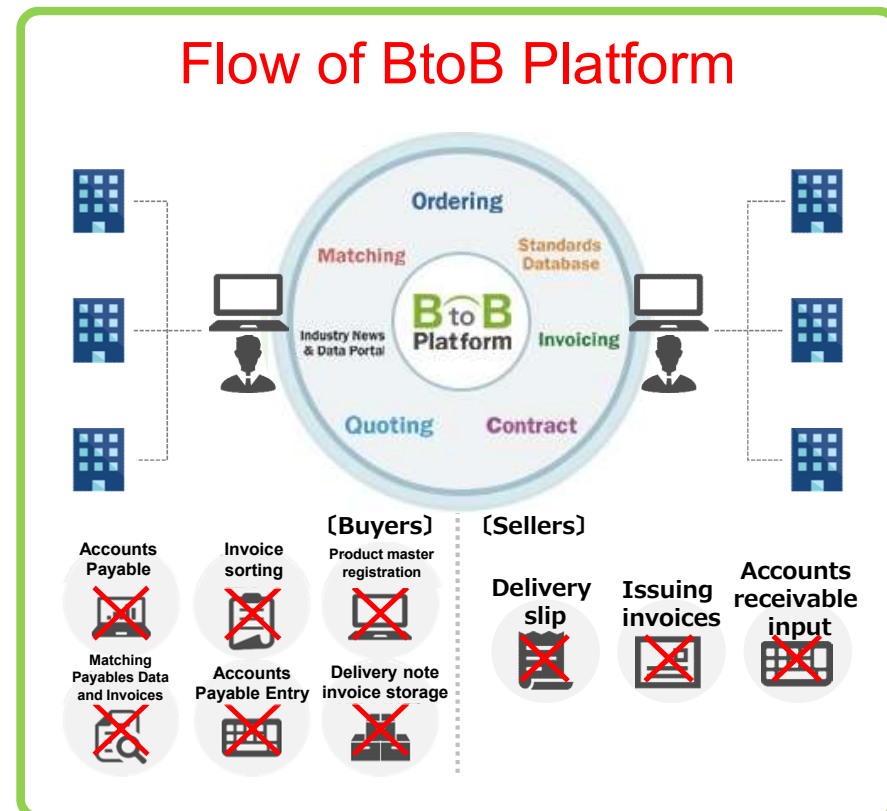 Flow of BtoB Platform
Ordering
Matching
Standards
Database
B to B
Platform
Industry News
& Data Portal
Invoicing
Quoting
Contract
〔Buyers〕
〔Sellers〕
Accounts
Payable
Invoice
sorting
Product master
registration
Matching
Payables Data
and Invoices
Accounts
Payable Entry
Delivery note
invoice storage
Delivery
slip
Issuing
invoices
Accounts
receivable
input